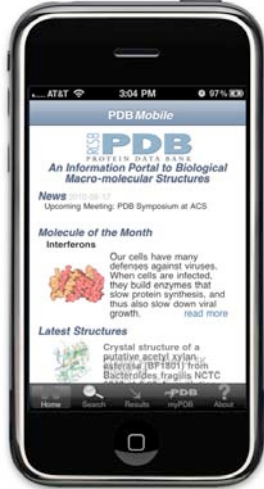 AT&T 3:04 PM 97%
PDB Mobile
RCSB PDB
PROTEIN DATA BANK
An Information Portal to Biological
Macro-molecular Structures
News 2010-08-17
Upcoming Meeting: PDB Symposium at ACS
Molecule of the Month
Interferons
Our cells have many
defenses against viruses.
When cells are infected,
they build enzymes that
slow protein synthesis, and
thus also slow down viral
growth. read more
Latest Structures
Crystal structure of a
putative acetyl xylan
esterase (BF1801) from
Bacteroides fragilis NCTC
Home Search Results myPDB About